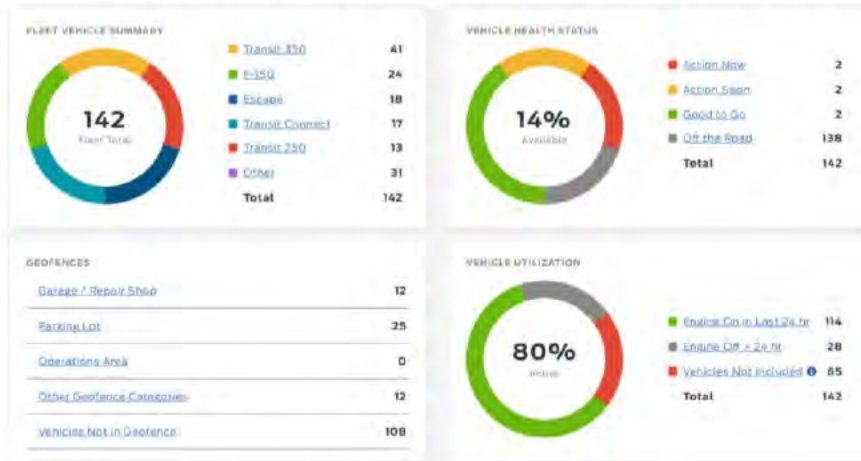 FLEET VEHICLE SUMMARY
142
Fleet Total
Transit 350 41
F-150 24
Escape 18
Transit Connect 17
Transit 250 13
Other 31
Total 142
VEHICLE HEALTH STATUS
14%
Available
Action Now 2
Action Soon 2
Good to Go 2
Off the Road 138
Total 142
GEOFENCES
Garage / Repair Shop 12
Parking Lot 25
Operations Area 0
Other Geofence Categories 12
Vehicles Not in Geofence 108
VEHICLE UTILIZATION
80%
Active
Engine On in Last 24 hr 114
Engine Off > 24 hr 28
Vehicles Not Included 65
Total 142